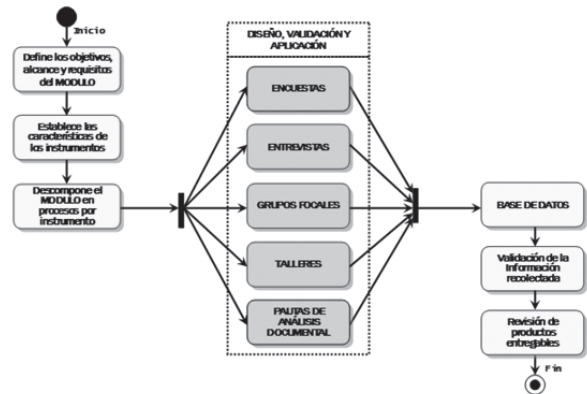 Inicio
Define los objetivos,
alcance y requisitos
del MODULO
Establece las
características de
los instrumentos
Descompone el
MODULO en
procesos por
instrumento
DISEÑO, VALIDACIÓN Y
APLICACIÓN
ENCUESTAS
ENTREVISTAS
GRUPOS FOCALES
TALLERES
PAUTAS DE
ANÁLISIS
DOCUMENTAL
BASE DE DATOS
Validación de la
Información
recolectada
Revisión de
productos
entregables
Fin